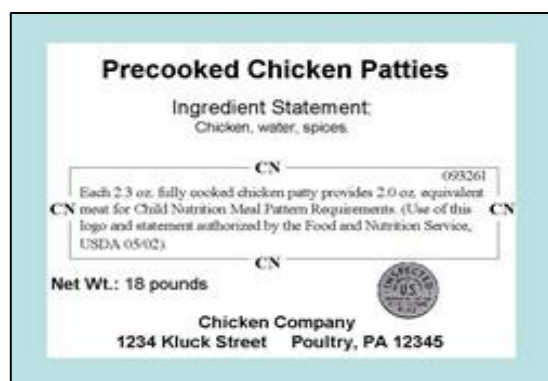 Precooked Chicken Patties
Ingredient Statement:
Chicken, water, spices.
CN
093261
Each 2.3 oz. fully cooked chicken patty provides 2.0 oz. equivalent
CN meat for Child Nutrition Meal Pattern Requirements. (Use of this CN
logo and statement authorized by the Food and Nutrition Service,
USDA 05/02).
CN
Net Wt.: 18 pounds
INSPECTED
U.S.
Chicken Company
1234 Kluck Street Poultry, PA 12345